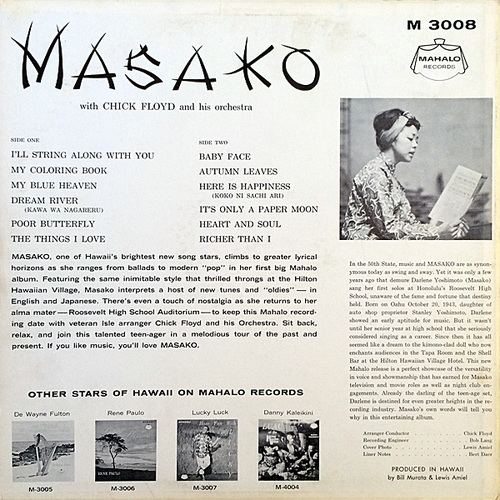 M 3008
MAHALO
RECORDS
MASAKO
with CHICK FLOYD and his orchestra
SIDE ONE
I'LL STRING ALONG WITH YOU
MY COLORING BOOK
MY BLUE HEAVEN
DREAM RIVER
(KAWA WA NAGARERU)
POOR BUTTERFLY
THE THINGS I LOVE
SIDE TWO
BABY FACE
AUTUMN LEAVES
HERE IS HAPPINESS
(KOKO NI SACHI ARI)
IT'S ONLY A PAPER MOON
HEART AND SOUL
RICHER THAN I
MASAKO, one of Hawaii's brightest new song stars, climbs to greater lyrical
horizons as she ranges from ballads to modern "pop" in her first big Mahalo
album. Featuring the same inimitable style that thrilled throngs at the Hilton
Hawaiian Village, Masako interprets a host of new tunes and "oldies" — in
English and Japanese. There's even a touch of nostalgia as she returns to her
alma mater — Roosevelt High School Auditorium — to keep this Mahalo record-
ing date with veteran Isle arranger Chick Floyd and his Orchestra. Sit back,
relax, and join this talented teen-ager in a melodious tour of the past and
present. If you like music, you'll love MASAKO.
In the 50th State, music and MASAKO are as synon-
ymous today as swing and sway. Yet it was only a few
years ago that demure Darlene Yoshimoto (Masako)
sang her first solos at Honolulu's Roosevelt High
School, unaware of the fame and fortune that destiny
held. Born on Oahu October 20, 1943, daughter of
auto shop proprietor Stanley Yoshimoto, Darlene
showed an early aptitude for music. But it wasn't
until her senior year at high school that she seriously
considered singing as a career. Since then it has all
seemed like a dream to the kimono-clad doll who now
enchants audiences in the Tapa Room and the Shell
Bar at the Hilton Hawaiian Village Hotel. This new
Mahalo release is a perfect showcase of the versatility
in voice and showmanship that has earned for Masako
television and movie roles as well as night club en-
gagements. Already the darling of the teen-age set,
Darlene is destined for even greater heights in the re-
cording industry. Masako's own words will tell you
why in this entertaining album.
Arranger Conductor Chick Floyd
Recording Engineer Bob Lang
Cover Photo Lewis Amiel
Liner Notes Bert Darr
PRODUCED IN HAWAII
by Bill Murata & Lewis Amiel
OTHER STARS OF HAWAII ON MAHALO RECORDS
De Wayne Fulton
Rene Paulo
Lucky Luck
Danny Kaleikini
M-3005
M-3006
M-3007
M-4004